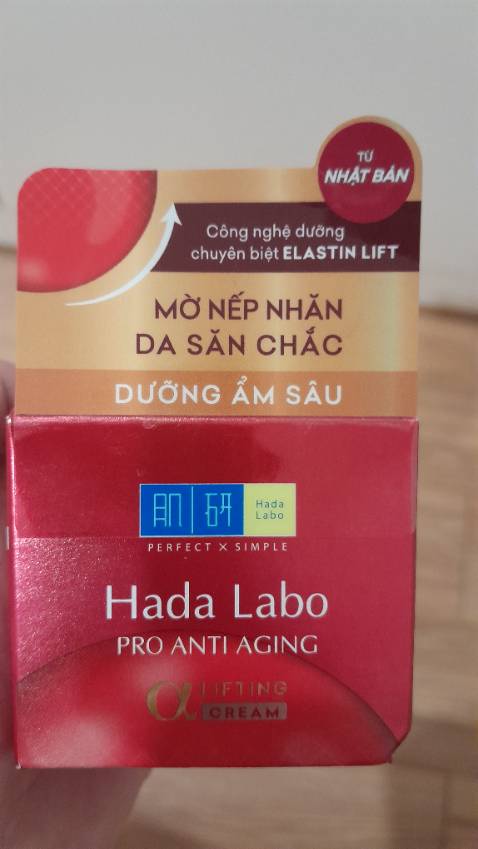 TỪ
NHẬT BẢN
Công nghệ dưỡng
chuyên biệt ELASTIN LIFT
MỜ NẾP NHĂN
DA SĂN CHẮC
DƯỠNG ẨM SÂU
肌研
Hada
Labo
PERFECT X SIMPLE
Hada Labo
PRO ANTI AGING
α LIFTING
CREAM